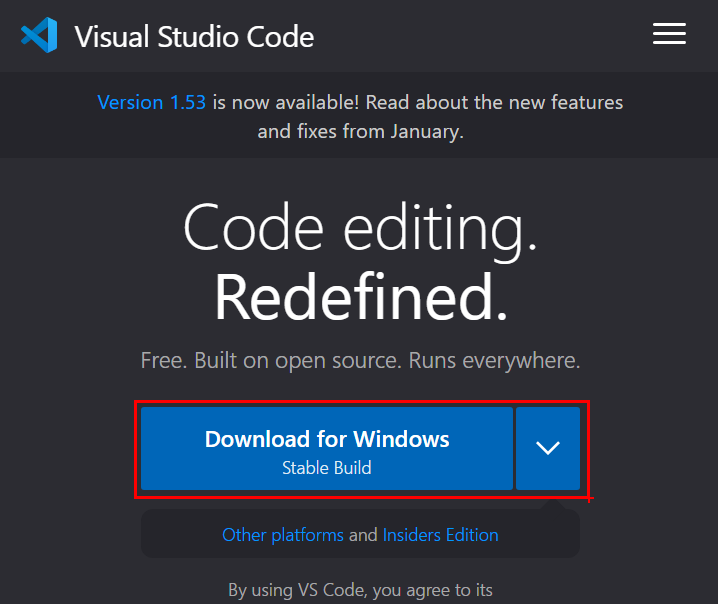 Visual Studio Code
Version 1.53 is now available! Read about the new features
and fixes from January.
Code editing.
Redefined.
Free. Built on open source. Runs everywhere.
Download for Windows
Stable Build
Other platforms and Insiders Edition
By using VS Code, you agree to its